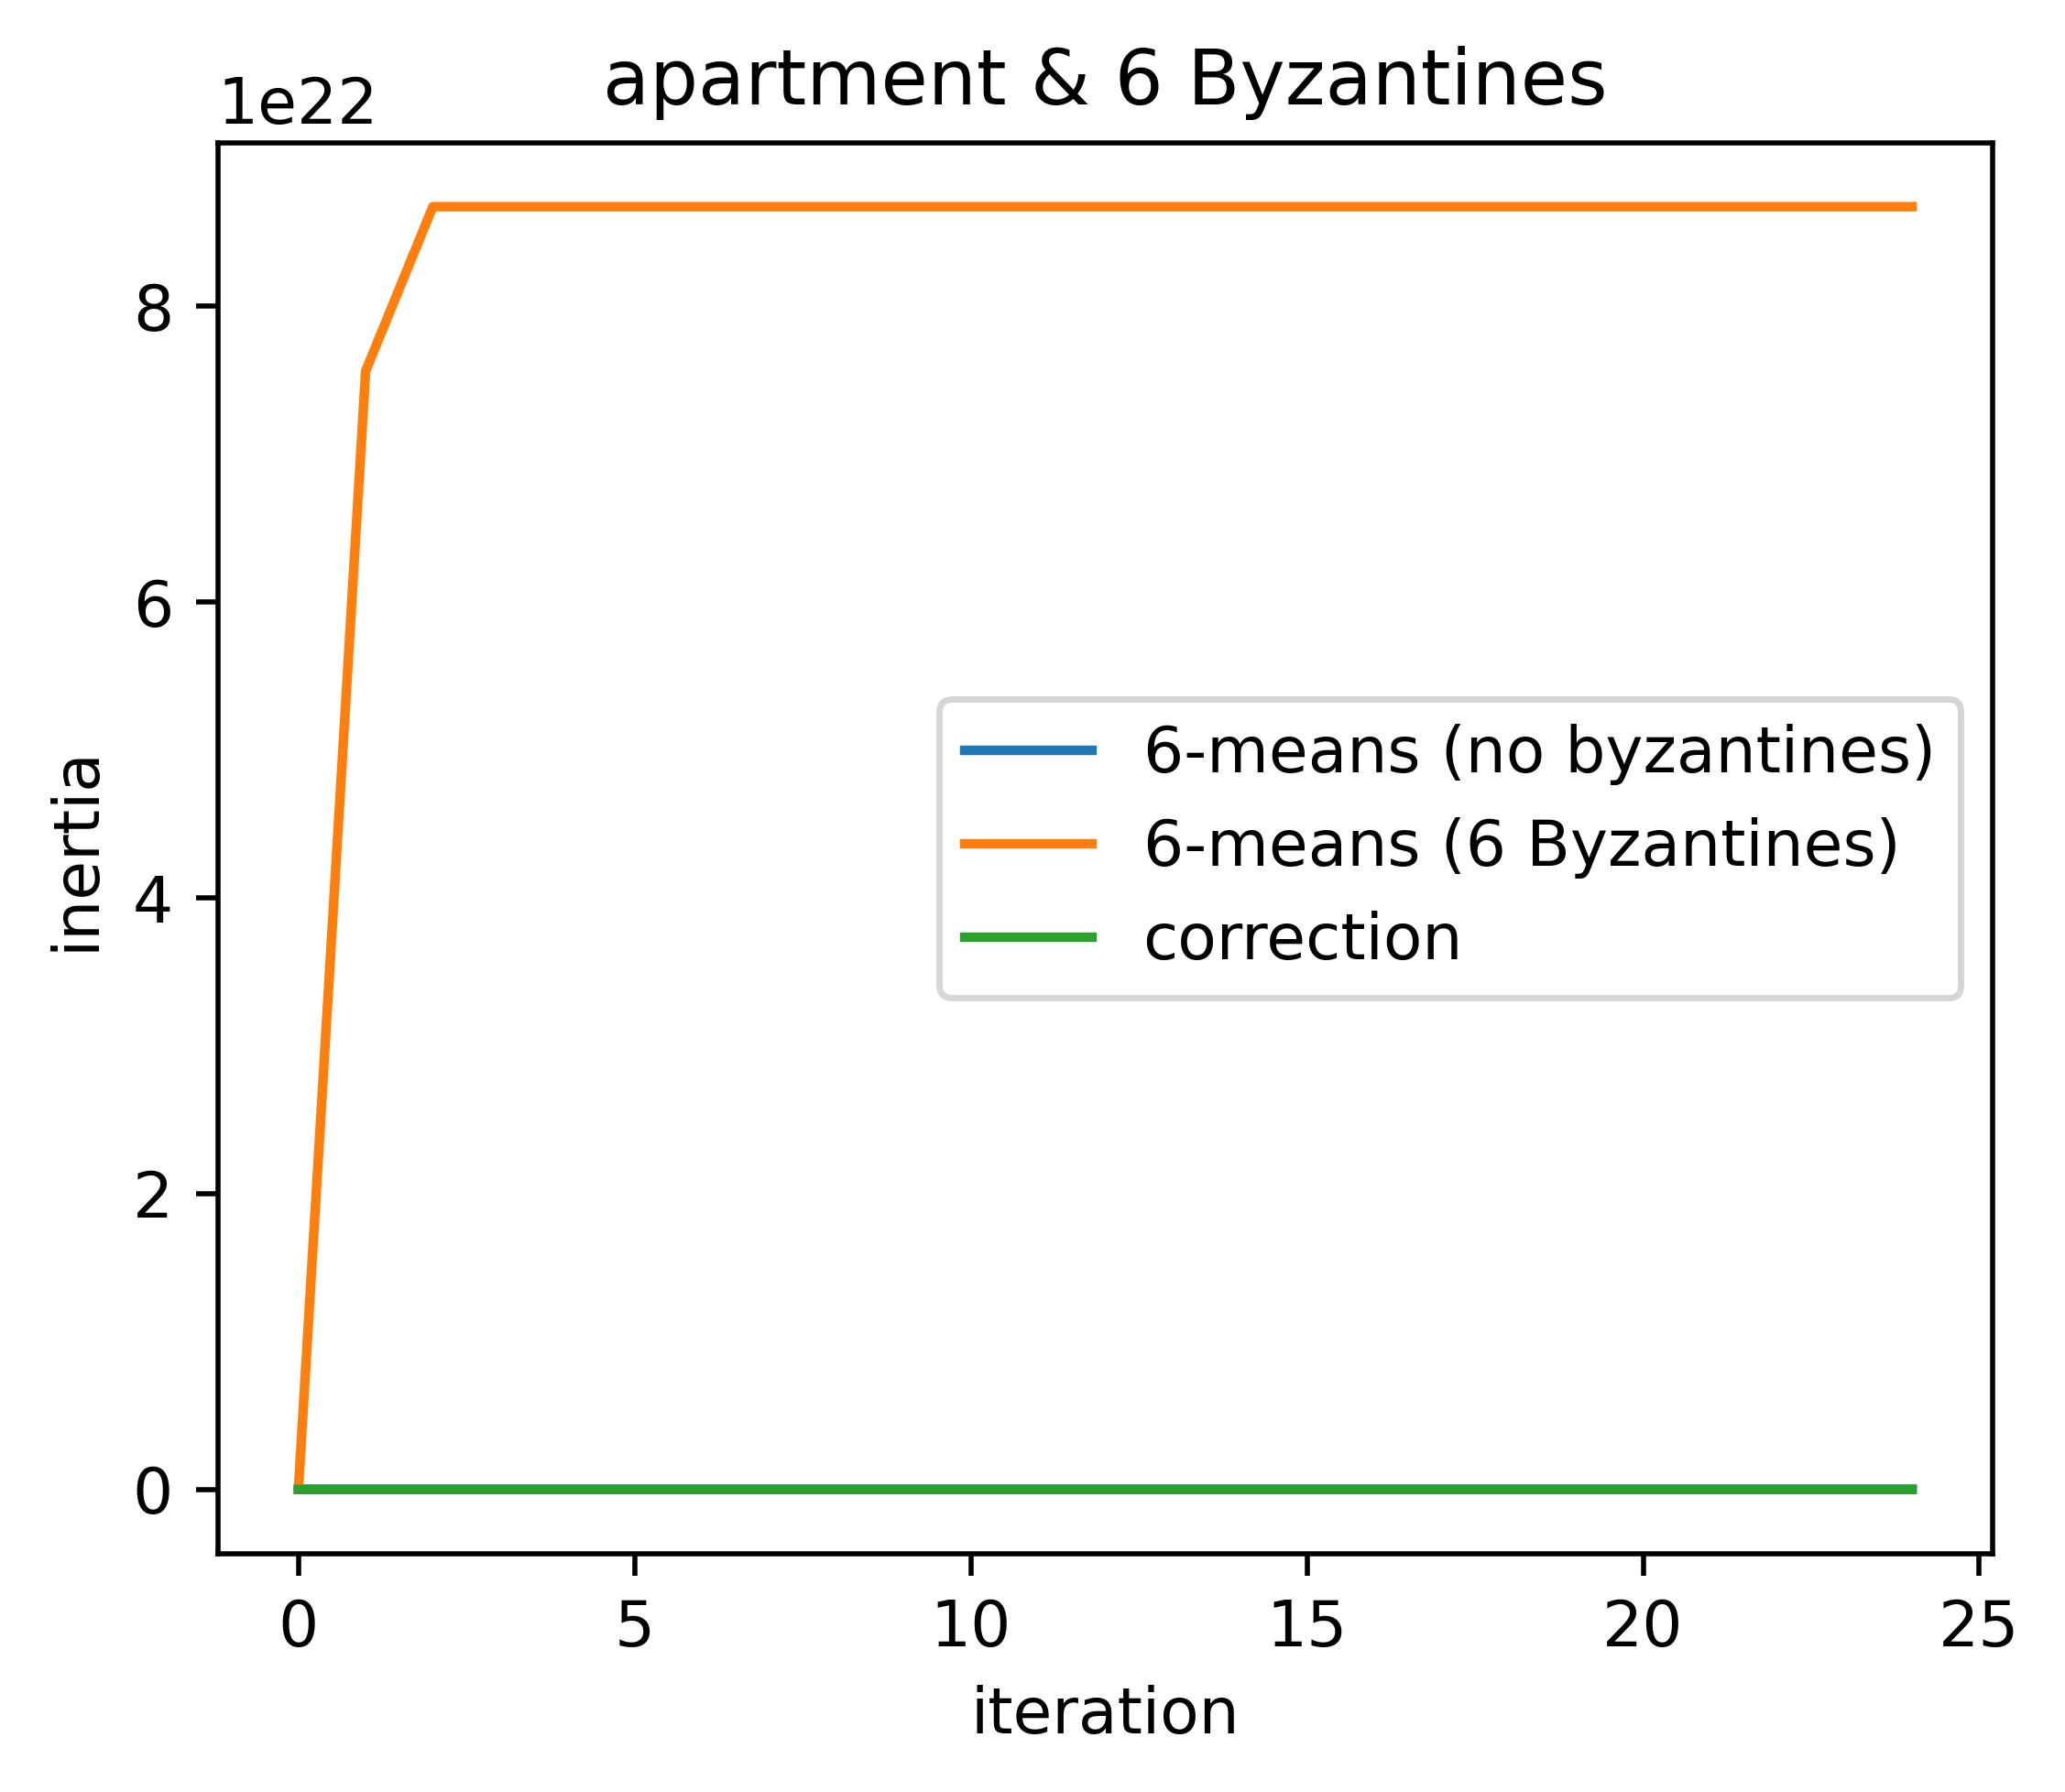 apartment & 6 Byzantines
1e22
8
6
4
2
0
inertia
6-means (no byzantines)
6-means (6 Byzantines)
correction
0 5 10 15 20 25
iteration